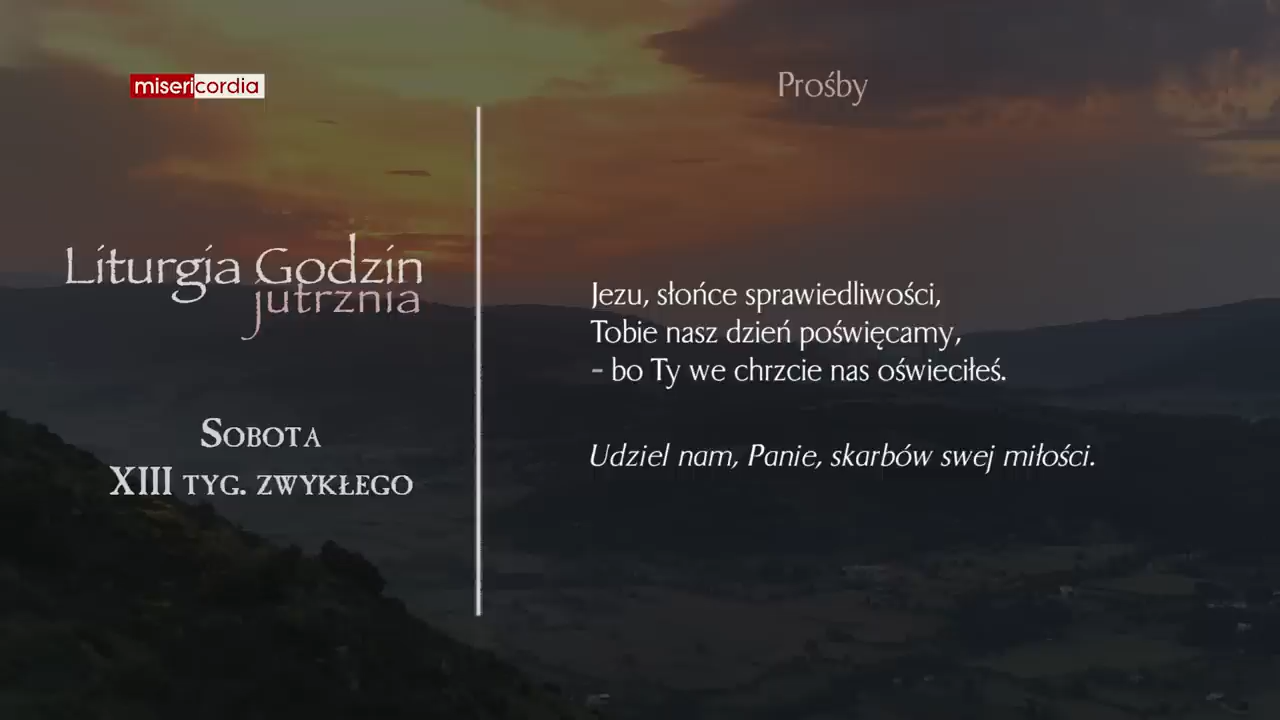 misericordia
Prośby
Liturgia Godzin
jutrznia
Sobota
XIII tyg. zwykłego
Jezu, słońce sprawiedliwości,
Tobie nasz dzień poświęcamy,
- bo Ty we chrzcie nas oświeciłeś.
Udziel nam, Panie, skarbów swej miłości.